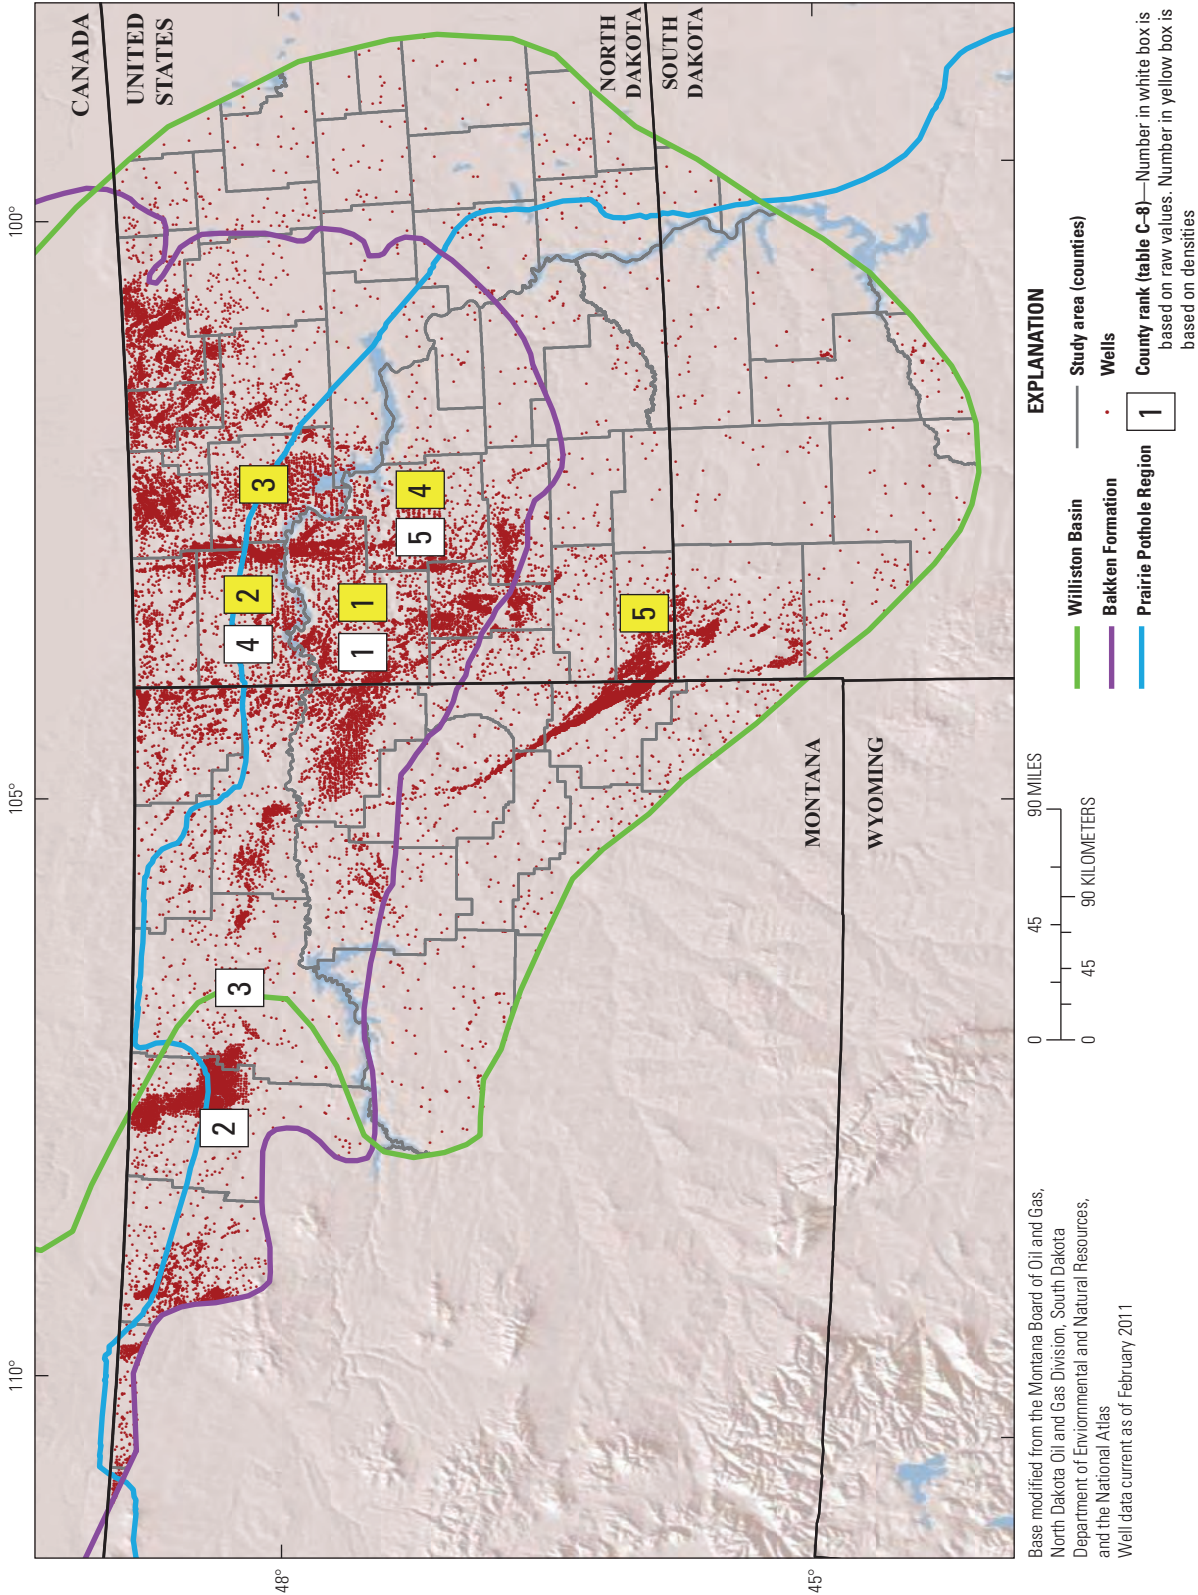 110°
105°
100°
48°
45°
CANADA
UNITED
STATES
NORTH
DAKOTA
SOUTH
DAKOTA
MONTANA
WYOMING
2
3
4
2
3
1
1
5
4
5
Base modified from the Montana Board of Oil and Gas,
North Dakota Oil and Gas Division, South Dakota
Department of Enviornmental and Natural Resources,
and the National Atlas
Well data current as of February 2011
0 45 90 MILES
0 45 90 KILOMETERS
EXPLANATION
Williston Basin
Bakken Formation
Prairie Pothole Region
Study area (counties)
Wells
1 County rank (table C–8)—Number in white box is
based on raw values. Number in yellow box is
based on densities